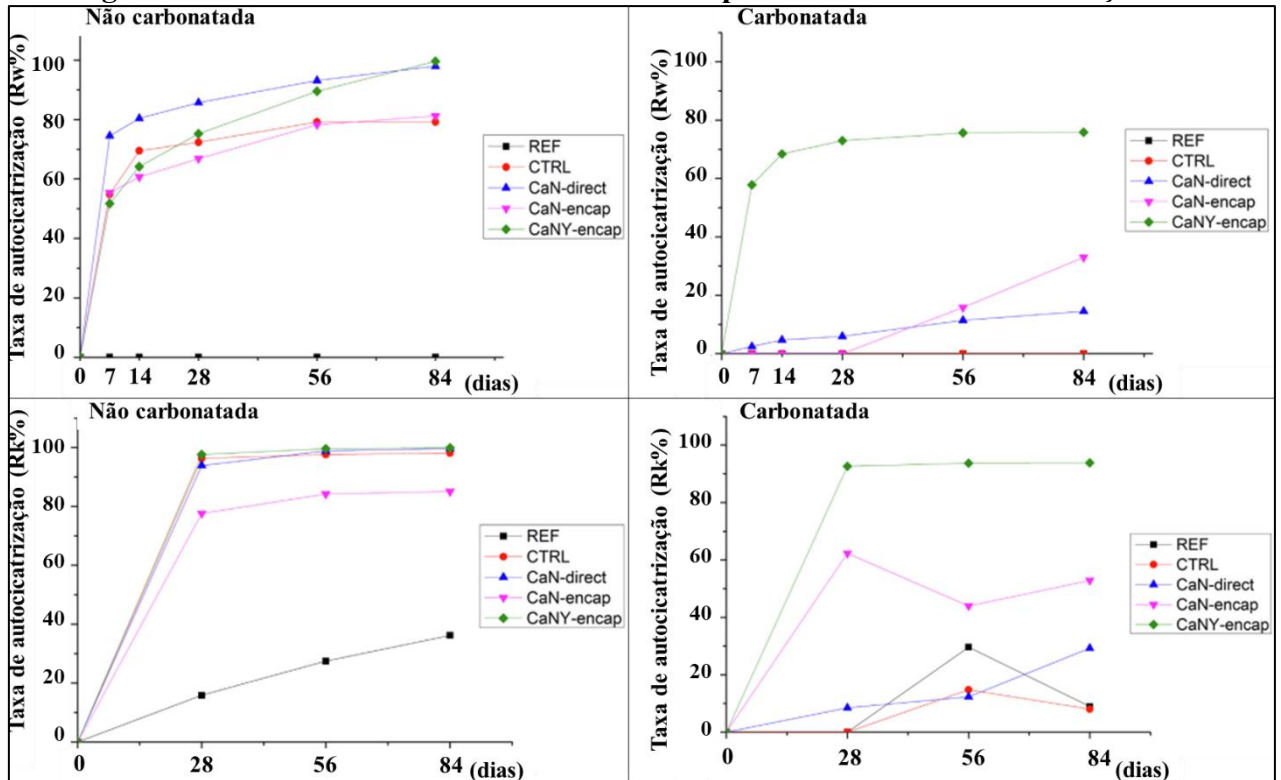 Não carbonatada
Taxa de autocicatrização (Rw%)
100
80
60
40
20
0
0 7 14 28 56 84 (dias)
REF
CTRL
CaN-direct
CaN-encap
CaNY-encap
Carbonatada
Taxa de autocicatrização (Rw%)
100
80
60
40
20
0
0 7 14 28 56 84 (dias)
REF
CTRL
CaN-direct
CaN-encap
CaNY-encap
Não carbonatada
Taxa de autocicatrização (Rk%)
100
80
60
40
20
0
0 28 56 84 (dias)
REF
CTRL
CaN-direct
CaN-encap
CaNY-encap
Carbonatada
Taxa de autocicatrização (Rk%)
100
80
60
40
20
0
0 28 56 84 (dias)
REF
CTRL
CaN-direct
CaN-encap
CaNY-encap